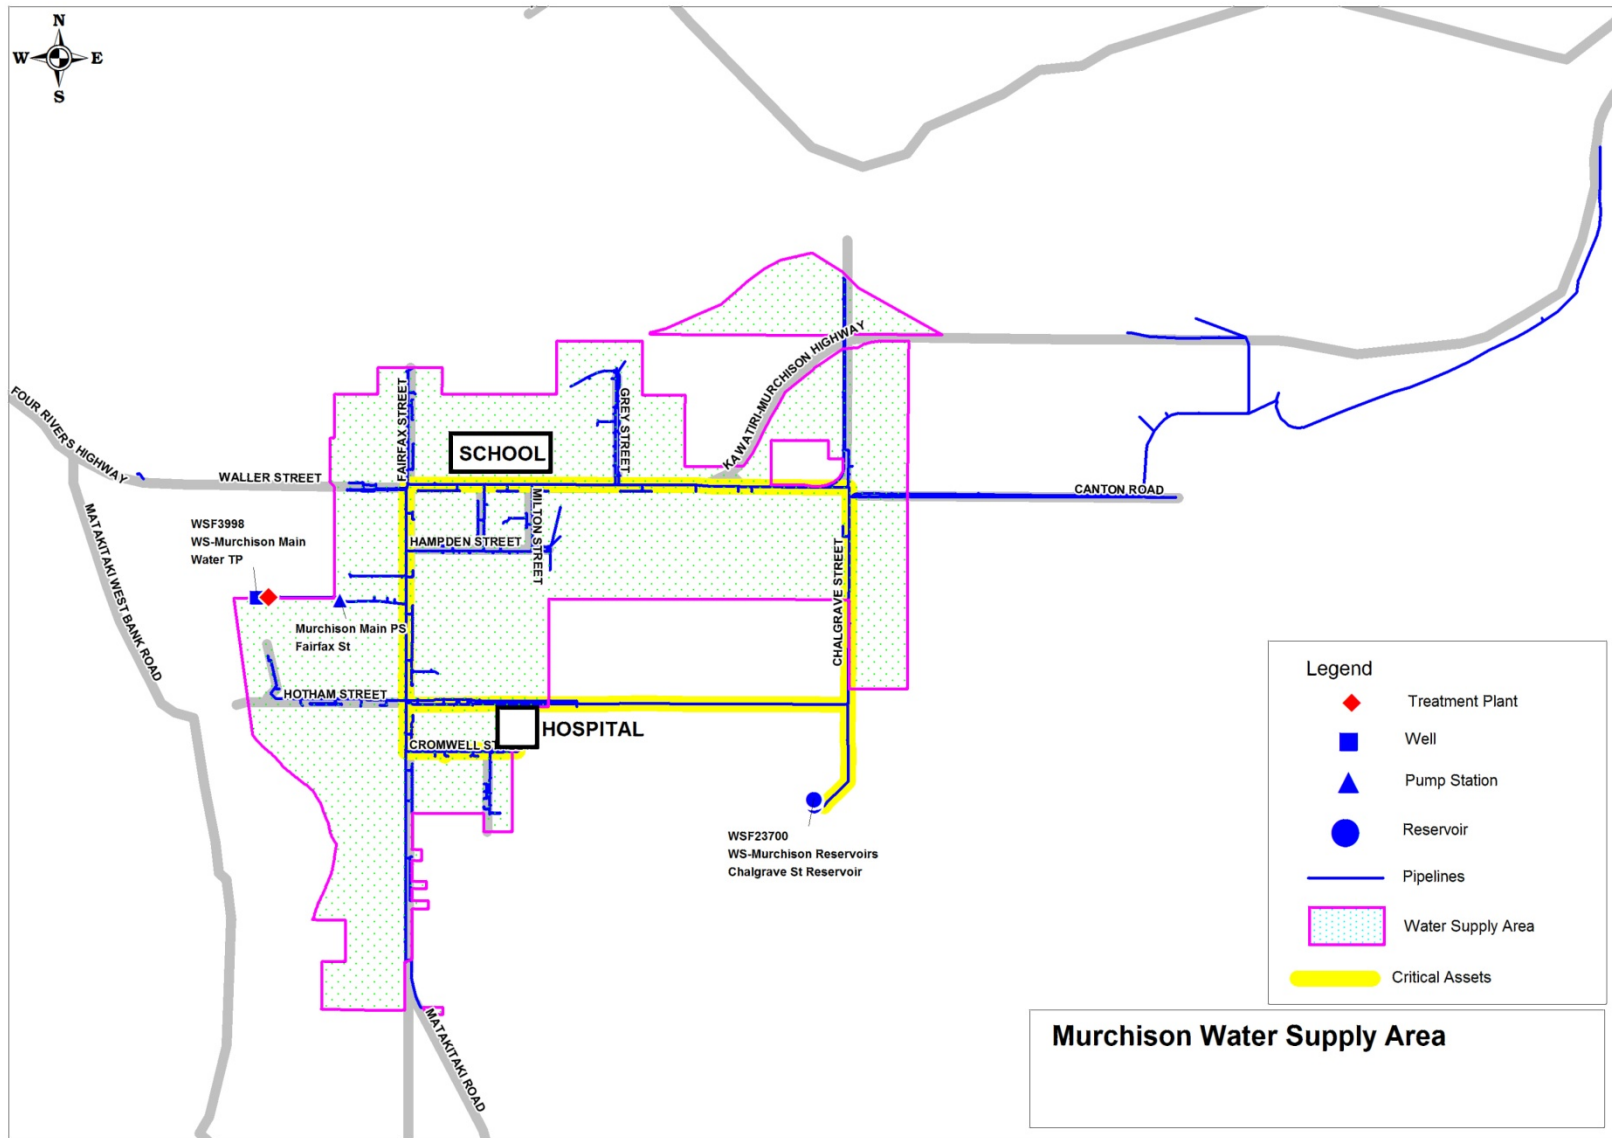 N
W E
S
FOUR RIVERS HIGHWAY
WALLER STREET
FAIRFAX STREET
SCHOOL
GREY STREET
KAWATIRI-MURCHISON HIGHWAY
CANTON ROAD
MATAKITAKI WEST BANK ROAD
WSF3998
WS-Murchison Main
Water TP
HAMPDEN STREET
MILTON STREET
CHALGRAVE STREET
Murchison Main PS
Fairfax St
HOTHAM STREET
HOSPITAL
CROMWELL ST
WSF23700
WS-Murchison Reservoirs
Chalgrave St Reservoir
MATAKITAKI ROAD
Legend
Treatment Plant
Well
Pump Station
Reservoir
Pipelines
Water Supply Area
Critical Assets
Murchison Water Supply Area